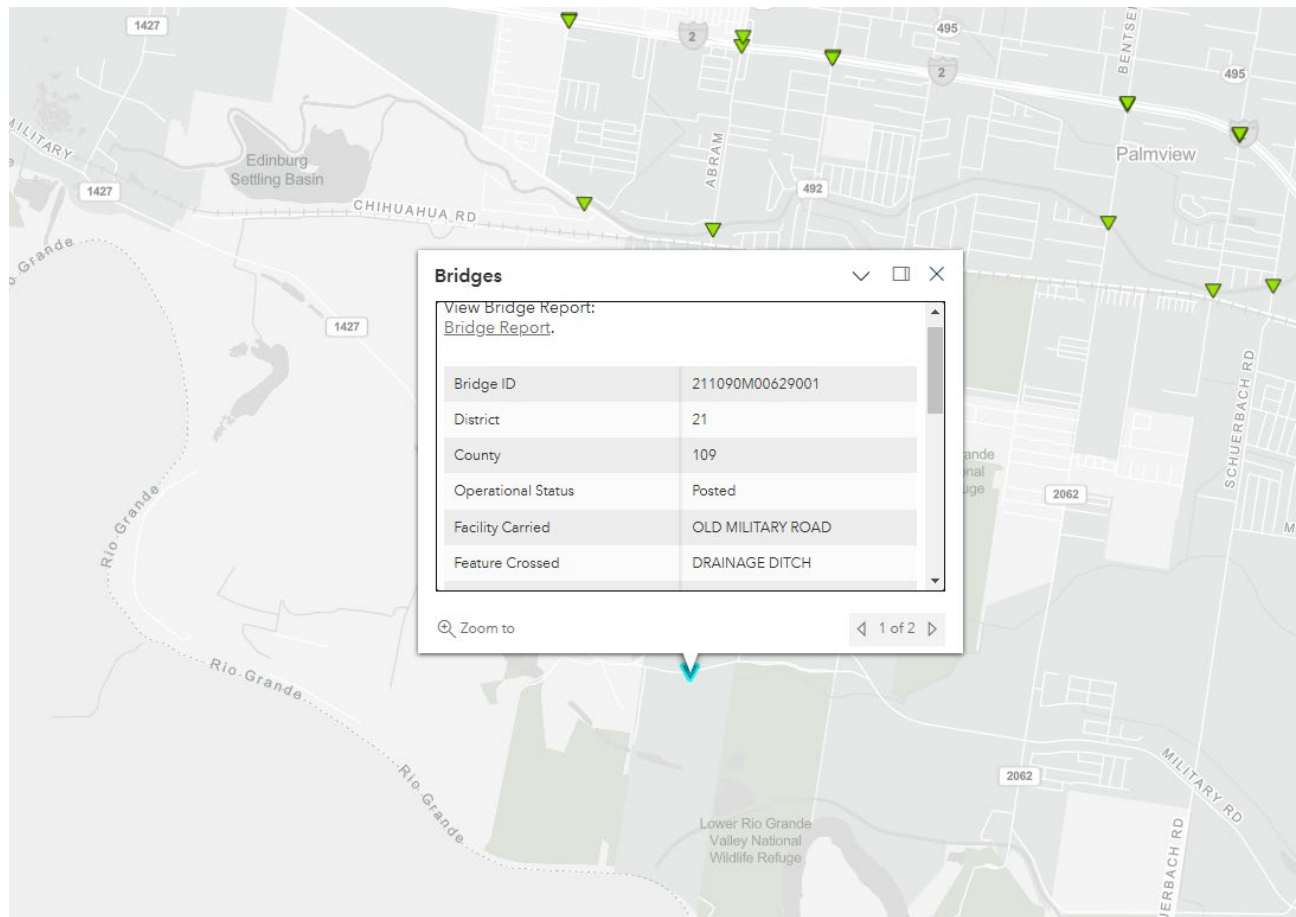 1427
2
495
BENTSEN
2
495
MILITARY
ABRAM
Palmview
Edinburg
Settling Basin
1427
492
CHIHUAHUA RD
Rio Grande
Bridges
View Bridge Report:
Bridge Report.
1427
Bridge ID 211090M00629001
District 21
County 109
Operational Status Posted
Facility Carried OLD MILITARY ROAD
Feature Crossed DRAINAGE DITCH
SCHUERBACH RD
2062
Rio Grande
Zoom to
1 of 2
Rio Grande
Rio Grande
2062
MILITARY RD
Lower Rio Grande
Valley National
Wildlife Refuge
ERBACH RD